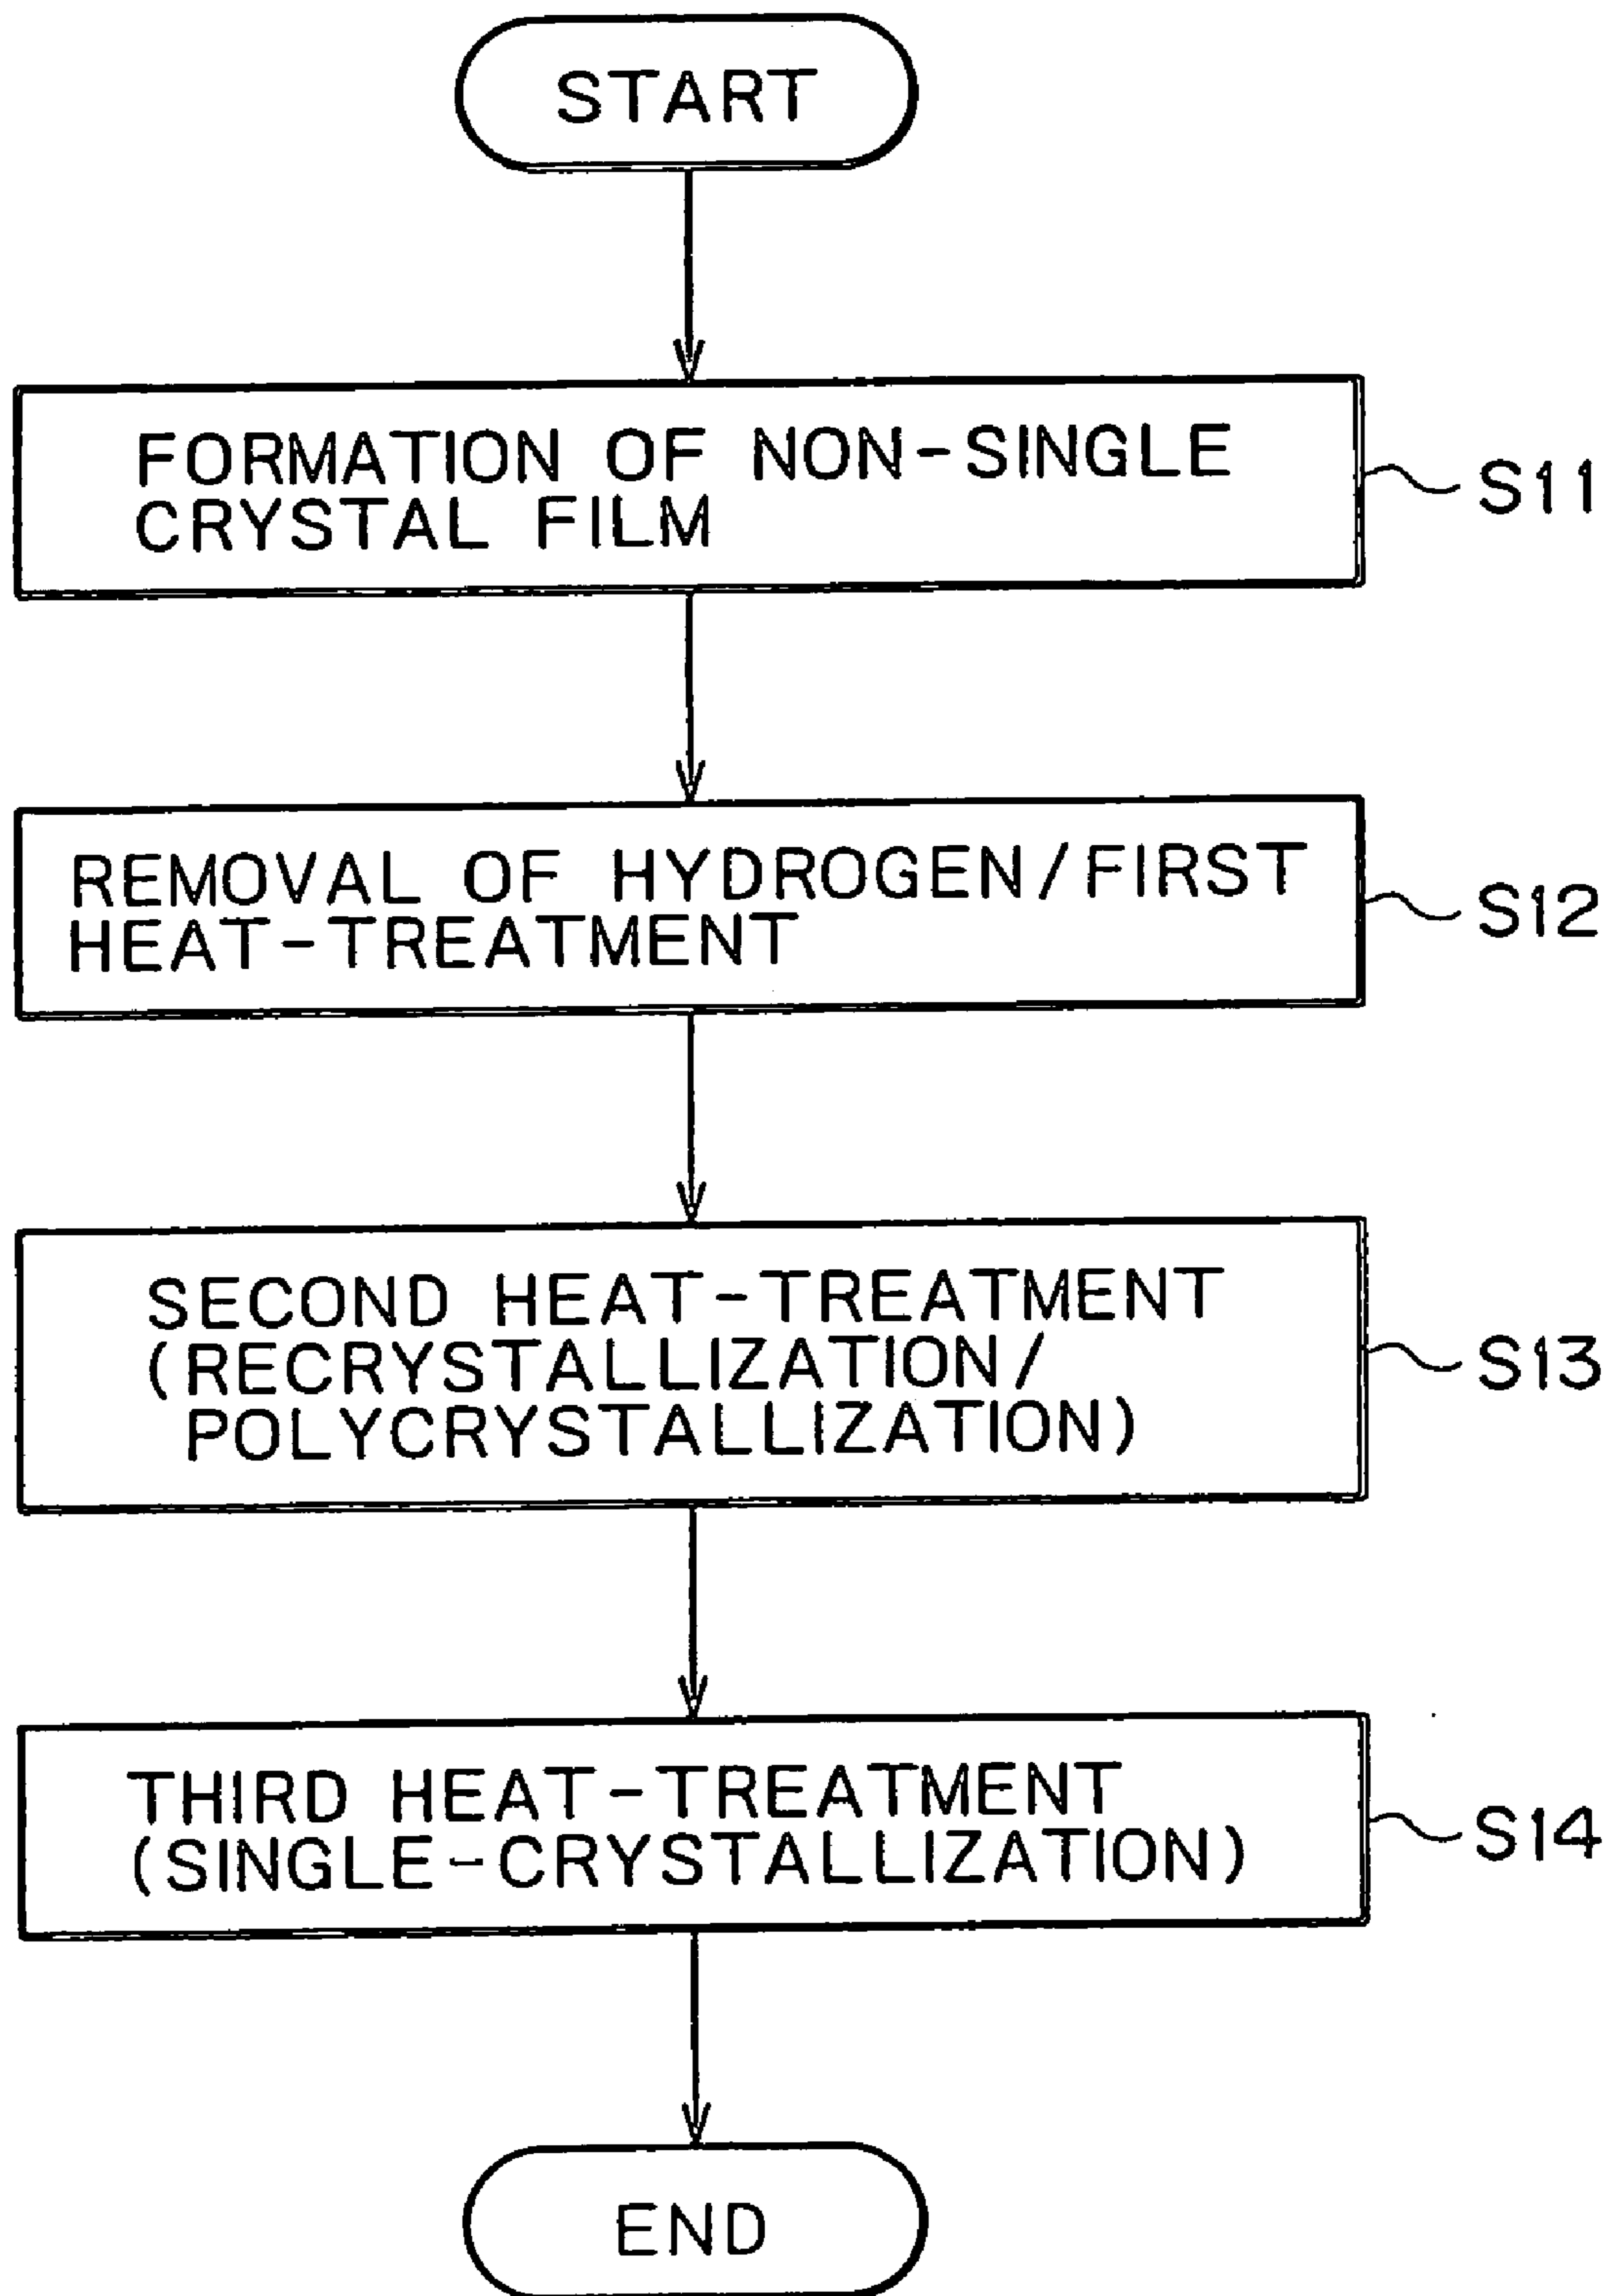 START
FORMATION OF NON-SINGLE
CRYSTAL FILM
S11
REMOVAL OF HYDROGEN/FIRST
HEAT-TREATMENT
S12
SECOND HEAT-TREATMENT
(RECRYSTALLIZATION/
POLYCRYSTALLIZATION)
S13
THIRD HEAT-TREATMENT
(SINGLE-CRYSTALLIZATION)
S14
END